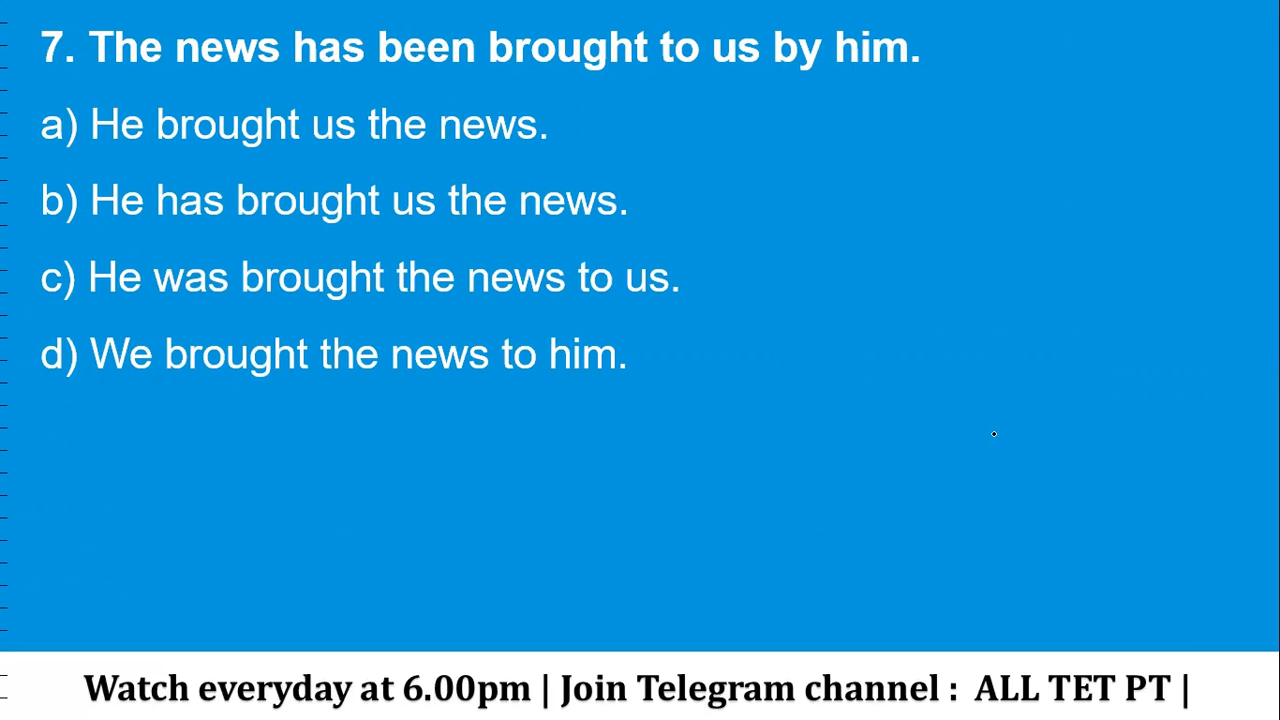 7. The news has been brought to us by him.
a) He brought us the news.
b) He has brought us the news.
c) He was brought the news to us.
d) We brought the news to him.
Watch everyday at 6.00pm | Join Telegram channel :  ALL TET PT |